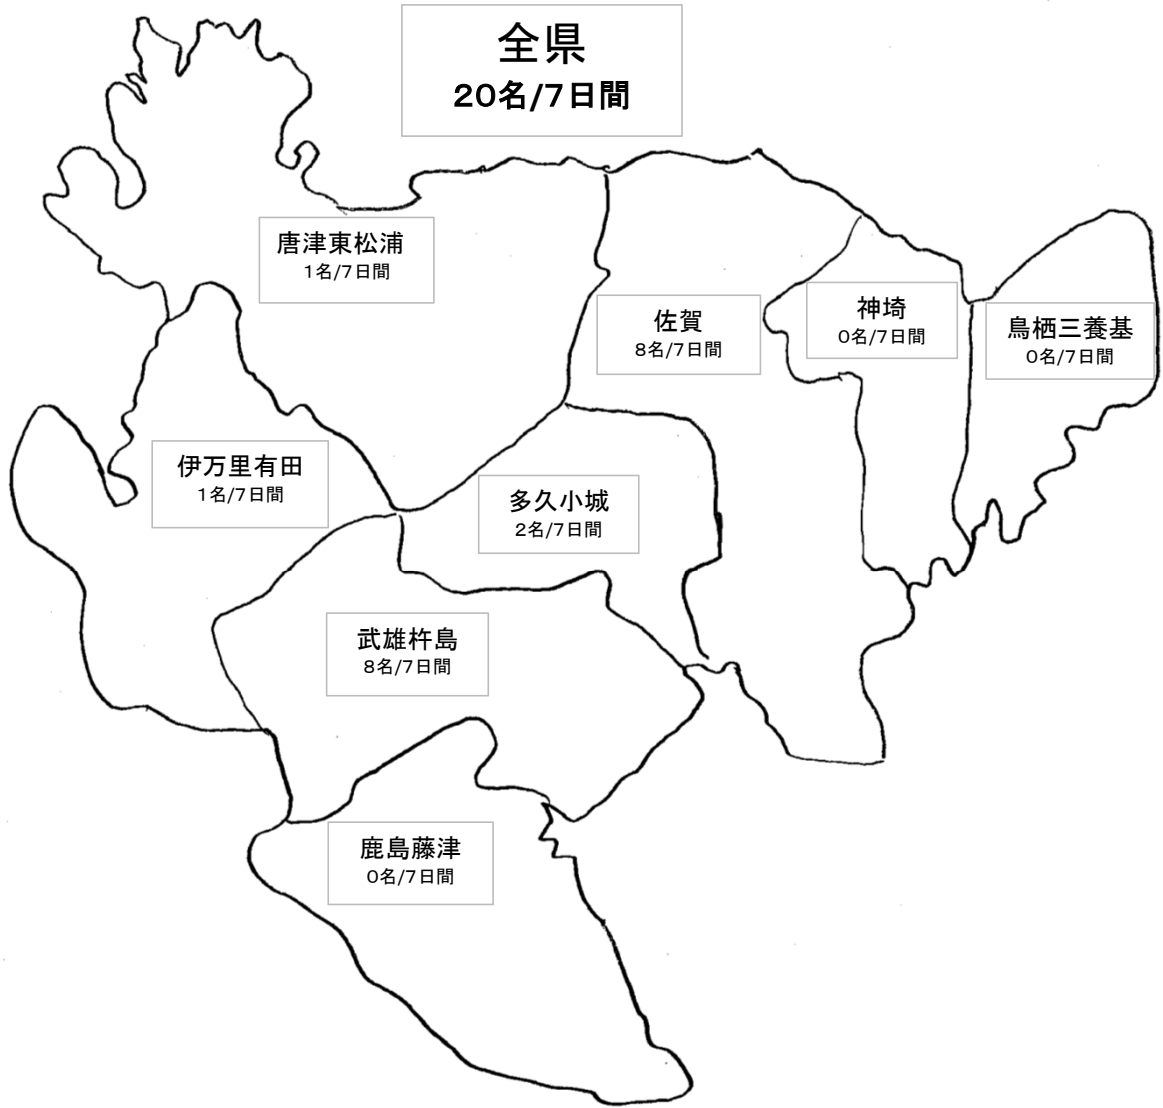 全県
20名/7日間
唐津東松浦
1名/7日間
佐賀
8名/7日間
神埼
0名/7日間
鳥栖三養基
0名/7日間
伊万里有田
1名/7日間
多久小城
2名/7日間
武雄杵島
8名/7日間
鹿島藤津
0名/7日間